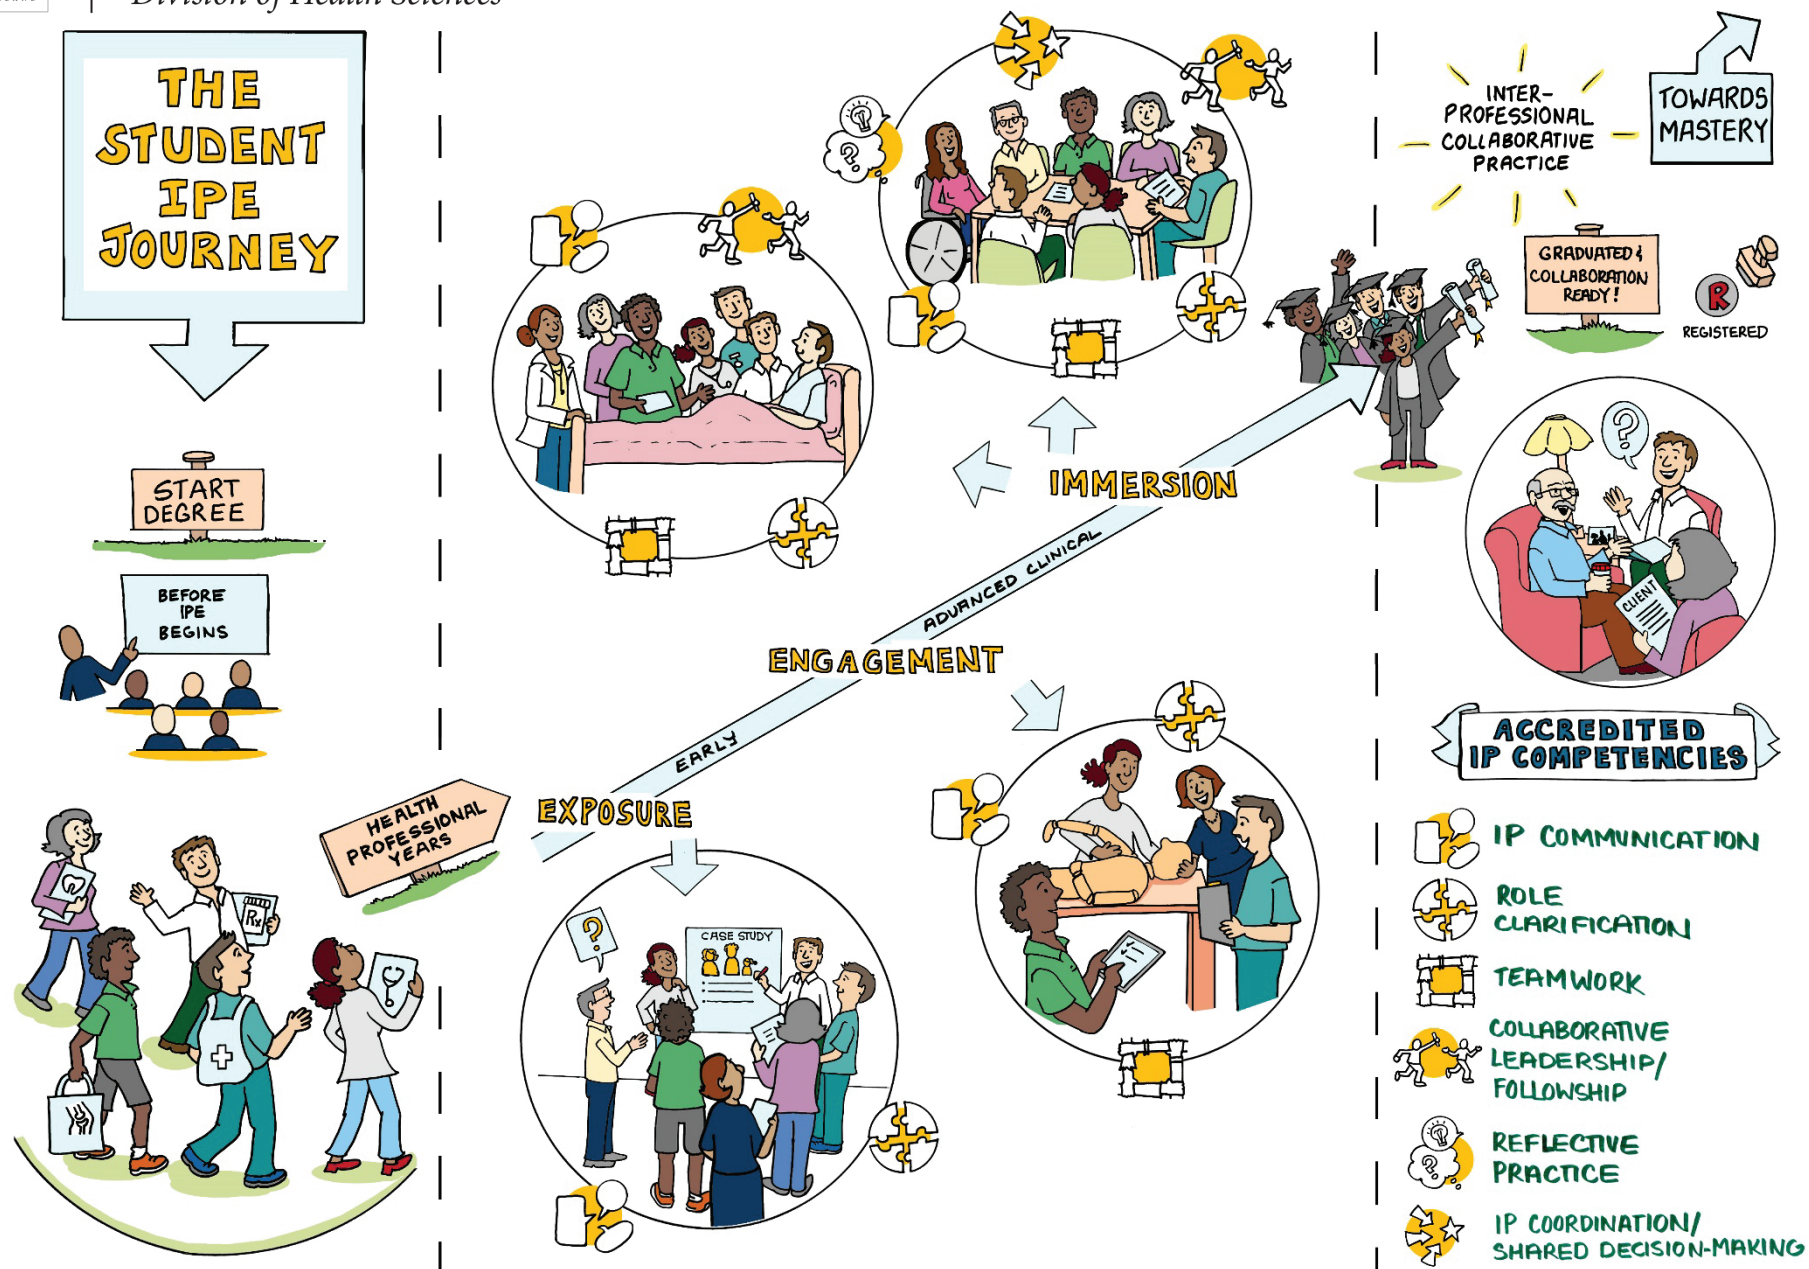 Division of Health Sciences
THE
STUDENT
IPE
JOURNEY
START
DEGREE
BEFORE
IPE
BEGINS
HEALTH
PROFESSIONAL
YEARS
Rx
EXPOSURE
EARLY
ENGAGEMENT
ADVANCED CLINICAL
IMMERSION
?
CASE STUDY
?
INTER-
PROFESSIONAL
COLLABORATIVE
PRACTICE
TOWARDS
MASTERY
GRADUATED &
COLLABORATION
READY!
R
REGISTERED
?
CLIENT
ACCREDITED
IP COMPETENCIES
IP COMMUNICATION
ROLE
CLARIFICATION
TEAMWORK
COLLABORATIVE
LEADERSHIP/
FOLLOWSHIP
?
REFLECTIVE
PRACTICE
IP COORDINATION/
SHARED DECISION-MAKING